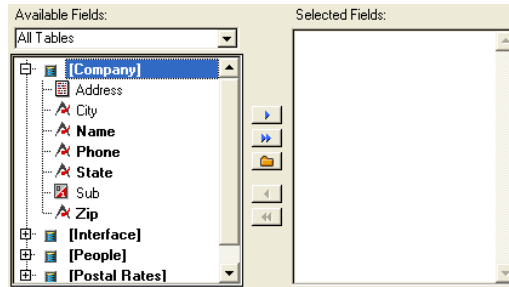 Available Fields:
Selected Fields:
All Tables
[Company]
Address
City
Name
Phone
State
Sub
Zip
[Interface]
[People]
[Postal Rates]